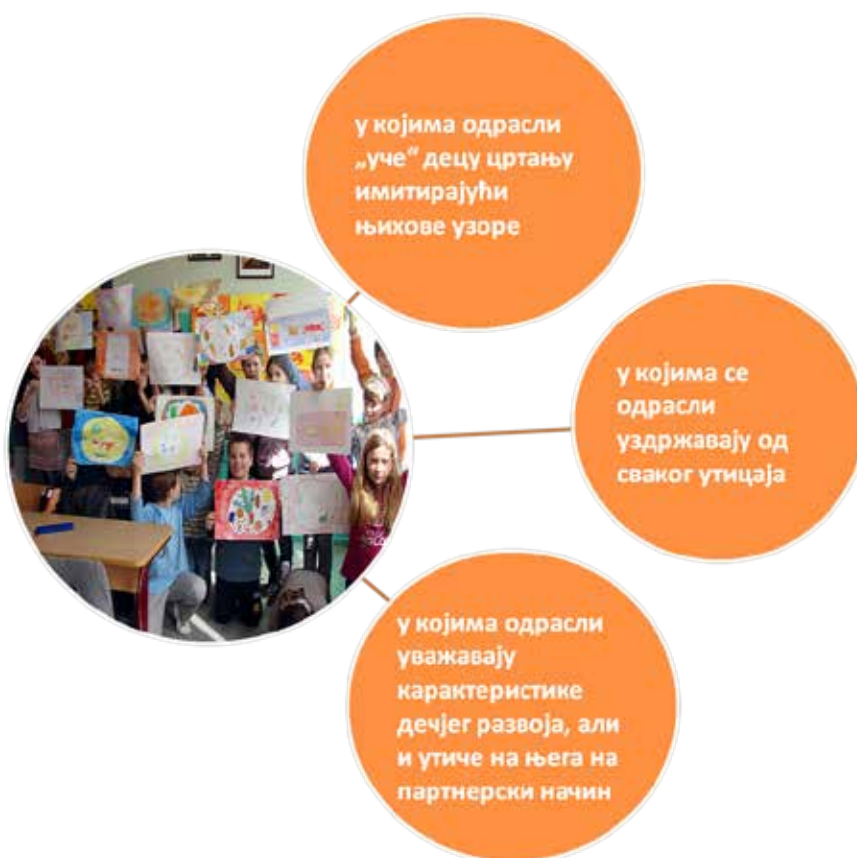 у којима одрасли
„уче“ децу цртању
имитирајући
њихове узоре
у којима се
одрасли
уздржавају од
сваког утицаја
у којима одрасли
уважавају
карактеристике
дечјег развоја, али
и утиче на њега на
партнерски начин